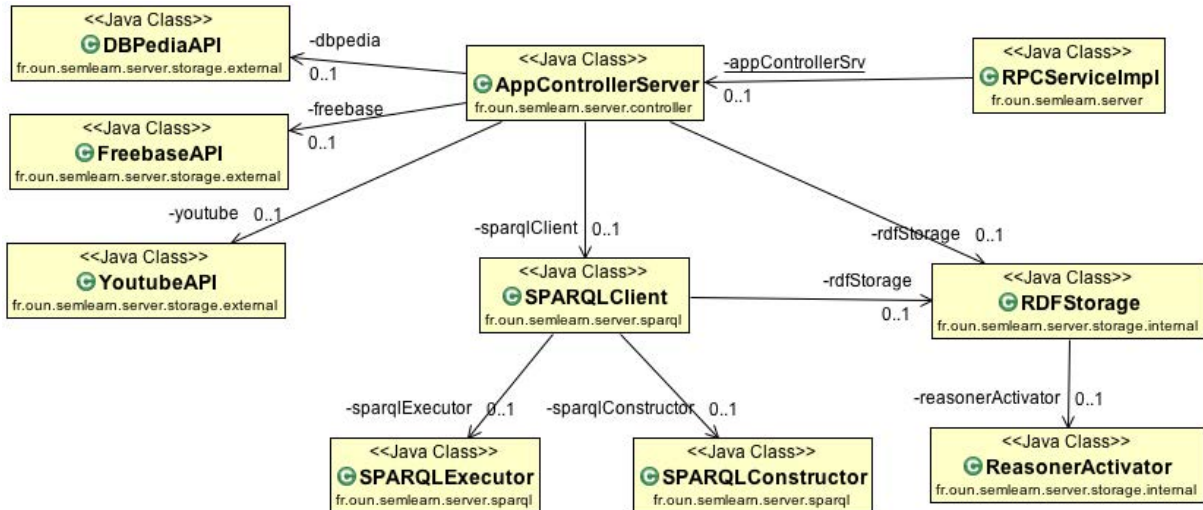 <<Java Class>>
DBPediaAPI
fr.oun.semlearn.server.storage.external
-dbpedia
0..1
<<Java Class>>
AppControllerServer
fr.oun.semlearn.server.controller
-appControllerSrv
0..1
<<Java Class>>
RPCServiceImpl
fr.oun.semlearn.server
-freebase
0..1
<<Java Class>>
FreebaseAPI
fr.oun.semlearn.server.storage.external
-youtube 0..1
-sparqlClient 0..1
-rdfStorage 0..1
<<Java Class>>
YoutubeAPI
fr.oun.semlearn.server.storage.external
<<Java Class>>
SPARQLClient
fr.oun.semlearn.server.sparql
-rdfStorage
0..1
<<Java Class>>
RDFStorage
fr.oun.semlearn.server.storage.internal
-sparqlExecutor 0..1
-sparqlConstructor 0..1
-reasonerActivator 0..1
<<Java Class>>
SPARQLExecutor
fr.oun.semlearn.server.sparql
<<Java Class>>
SPARQLConstructor
fr.oun.semlearn.server.sparql
<<Java Class>>
ReasonerActivator
fr.oun.semlearn.server.storage.internal